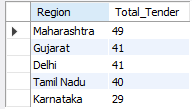 Region Total_Tender
Maharashtra 49
Gujarat 41
Delhi 41
Tamil Nadu 40
Karnataka 29